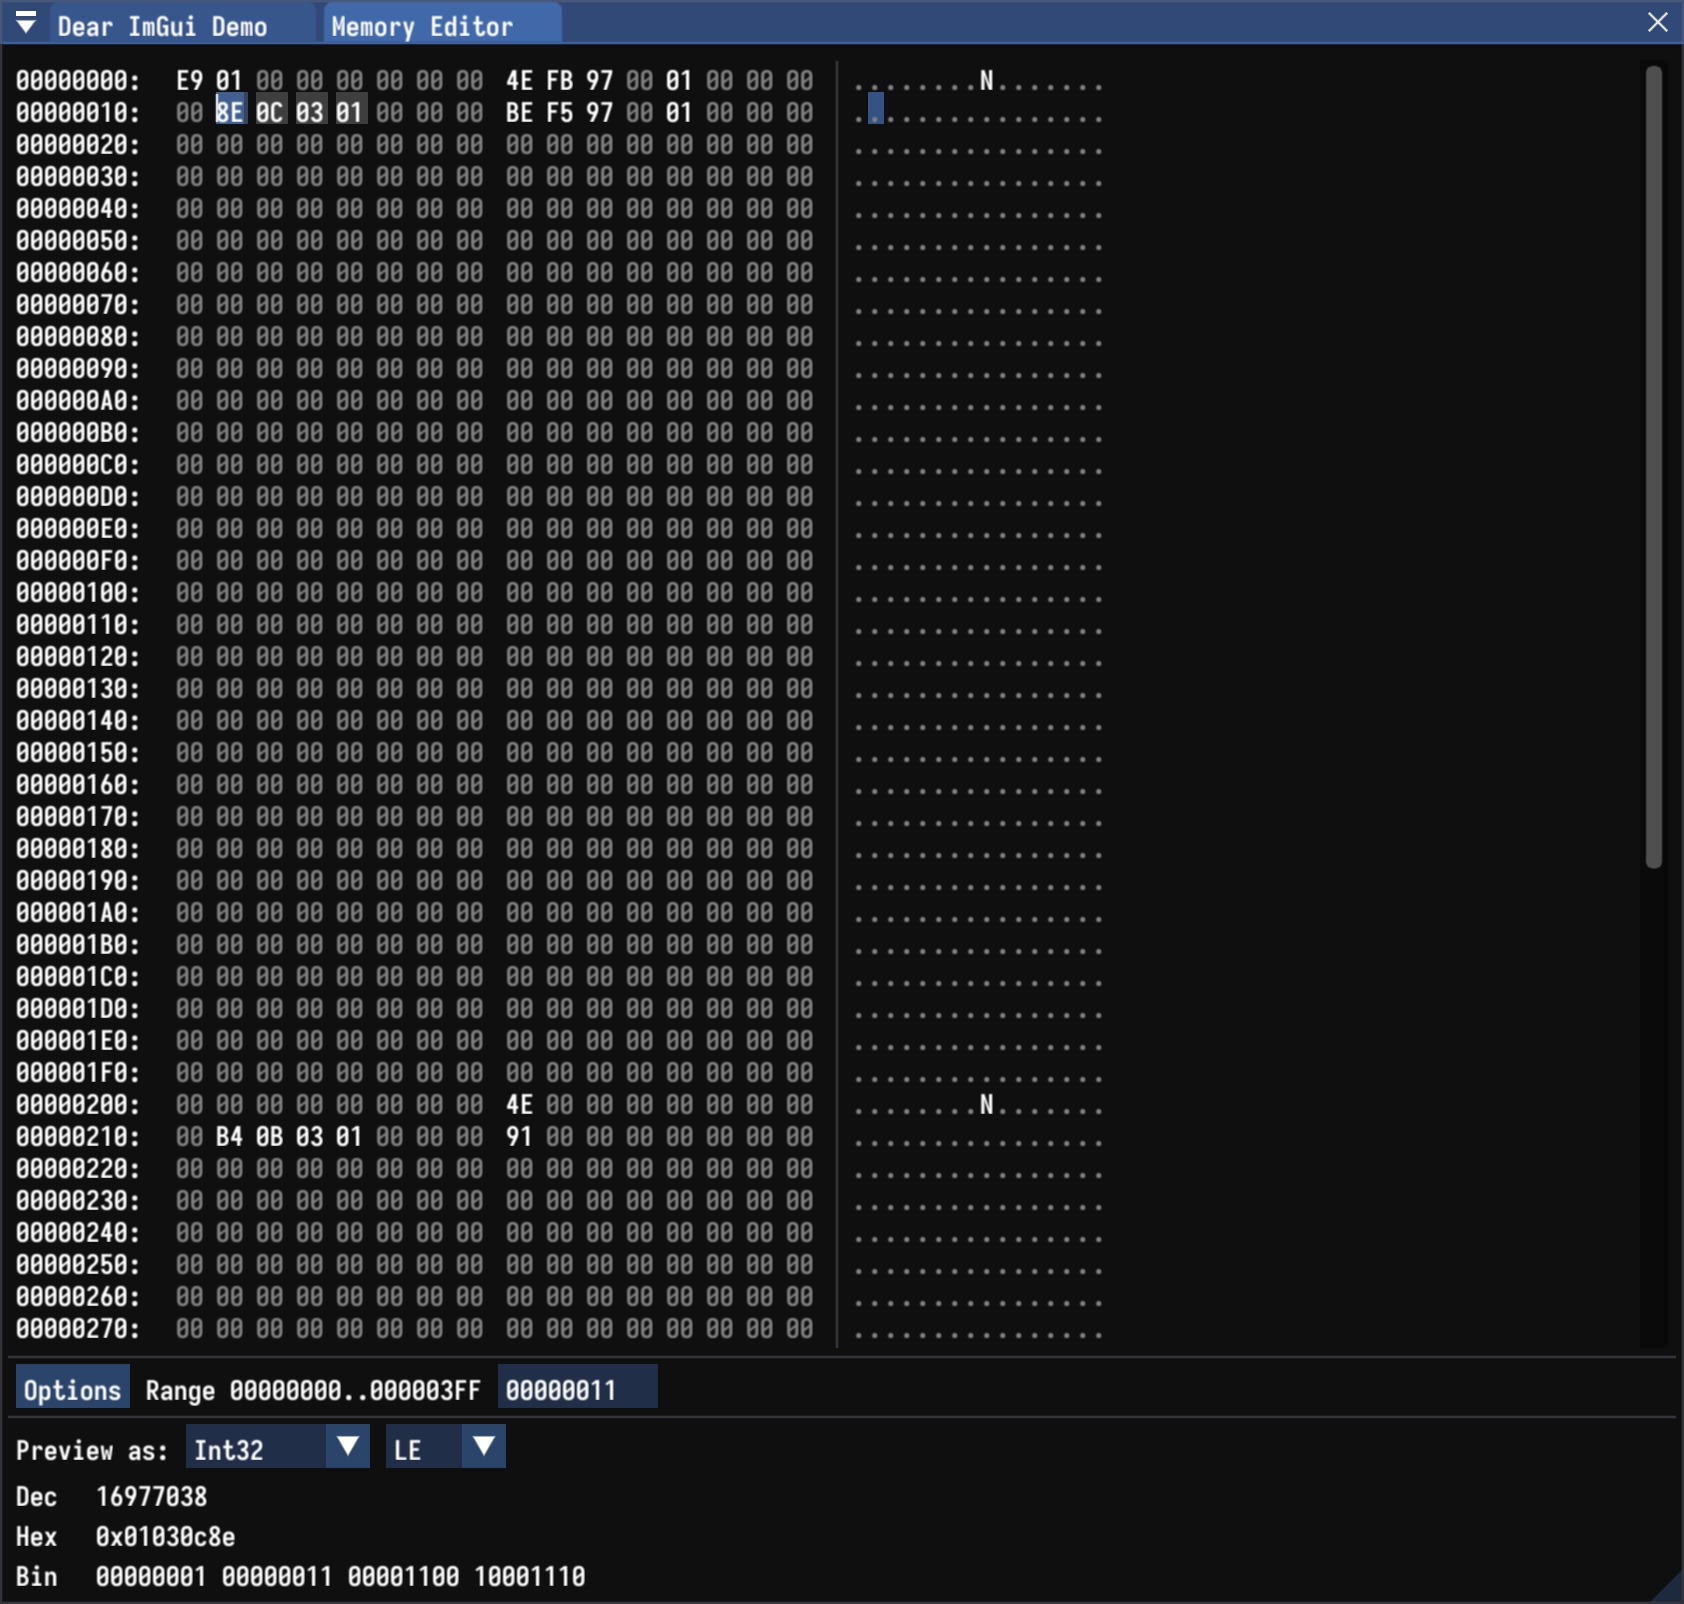 Dear ImGui Demo Memory Editor
00000000: E9 01 00 00 00 00 00 00 4E FB 97 00 01 00 00 00 ........N.......
00000010: 00 8E 0C 03 01 00 00 00 BE F5 97 00 01 00 00 00 ................
00000020: 00 00 00 00 00 00 00 00 00 00 00 00 00 00 00 00 ................
00000030: 00 00 00 00 00 00 00 00 00 00 00 00 00 00 00 00 ................
00000040: 00 00 00 00 00 00 00 00 00 00 00 00 00 00 00 00 ................
00000050: 00 00 00 00 00 00 00 00 00 00 00 00 00 00 00 00 ................
00000060: 00 00 00 00 00 00 00 00 00 00 00 00 00 00 00 00 ................
00000070: 00 00 00 00 00 00 00 00 00 00 00 00 00 00 00 00 ................
00000080: 00 00 00 00 00 00 00 00 00 00 00 00 00 00 00 00 ................
00000090: 00 00 00 00 00 00 00 00 00 00 00 00 00 00 00 00 ................
000000A0: 00 00 00 00 00 00 00 00 00 00 00 00 00 00 00 00 ................
000000B0: 00 00 00 00 00 00 00 00 00 00 00 00 00 00 00 00 ................
000000C0: 00 00 00 00 00 00 00 00 00 00 00 00 00 00 00 00 ................
000000D0: 00 00 00 00 00 00 00 00 00 00 00 00 00 00 00 00 ................
000000E0: 00 00 00 00 00 00 00 00 00 00 00 00 00 00 00 00 ................
000000F0: 00 00 00 00 00 00 00 00 00 00 00 00 00 00 00 00 ................
00000100: 00 00 00 00 00 00 00 00 00 00 00 00 00 00 00 00 ................
00000110: 00 00 00 00 00 00 00 00 00 00 00 00 00 00 00 00 ................
00000120: 00 00 00 00 00 00 00 00 00 00 00 00 00 00 00 00 ................
00000130: 00 00 00 00 00 00 00 00 00 00 00 00 00 00 00 00 ................
00000140: 00 00 00 00 00 00 00 00 00 00 00 00 00 00 00 00 ................
00000150: 00 00 00 00 00 00 00 00 00 00 00 00 00 00 00 00 ................
00000160: 00 00 00 00 00 00 00 00 00 00 00 00 00 00 00 00 ................
00000170: 00 00 00 00 00 00 00 00 00 00 00 00 00 00 00 00 ................
00000180: 00 00 00 00 00 00 00 00 00 00 00 00 00 00 00 00 ................
00000190: 00 00 00 00 00 00 00 00 00 00 00 00 00 00 00 00 ................
000001A0: 00 00 00 00 00 00 00 00 00 00 00 00 00 00 00 00 ................
000001B0: 00 00 00 00 00 00 00 00 00 00 00 00 00 00 00 00 ................
000001C0: 00 00 00 00 00 00 00 00 00 00 00 00 00 00 00 00 ................
000001D0: 00 00 00 00 00 00 00 00 00 00 00 00 00 00 00 00 ................
000001E0: 00 00 00 00 00 00 00 00 00 00 00 00 00 00 00 00 ................
000001F0: 00 00 00 00 00 00 00 00 00 00 00 00 00 00 00 00 ................
00000200: 00 00 00 00 00 00 00 00 4E 00 00 00 00 00 00 00 ........N.......
00000210: 00 B4 0B 03 01 00 00 00 91 00 00 00 00 00 00 00 ................
00000220: 00 00 00 00 00 00 00 00 00 00 00 00 00 00 00 00 ................
00000230: 00 00 00 00 00 00 00 00 00 00 00 00 00 00 00 00 ................
00000240: 00 00 00 00 00 00 00 00 00 00 00 00 00 00 00 00 ................
00000250: 00 00 00 00 00 00 00 00 00 00 00 00 00 00 00 00 ................
00000260: 00 00 00 00 00 00 00 00 00 00 00 00 00 00 00 00 ................
00000270: 00 00 00 00 00 00 00 00 00 00 00 00 00 00 00 00 ................
Options Range 00000000..000003FF 00000011
Preview as: Int32 LE
Dec 16977038
Hex 0x01030c8e
Bin 00000001 00000011 00001100 10001110